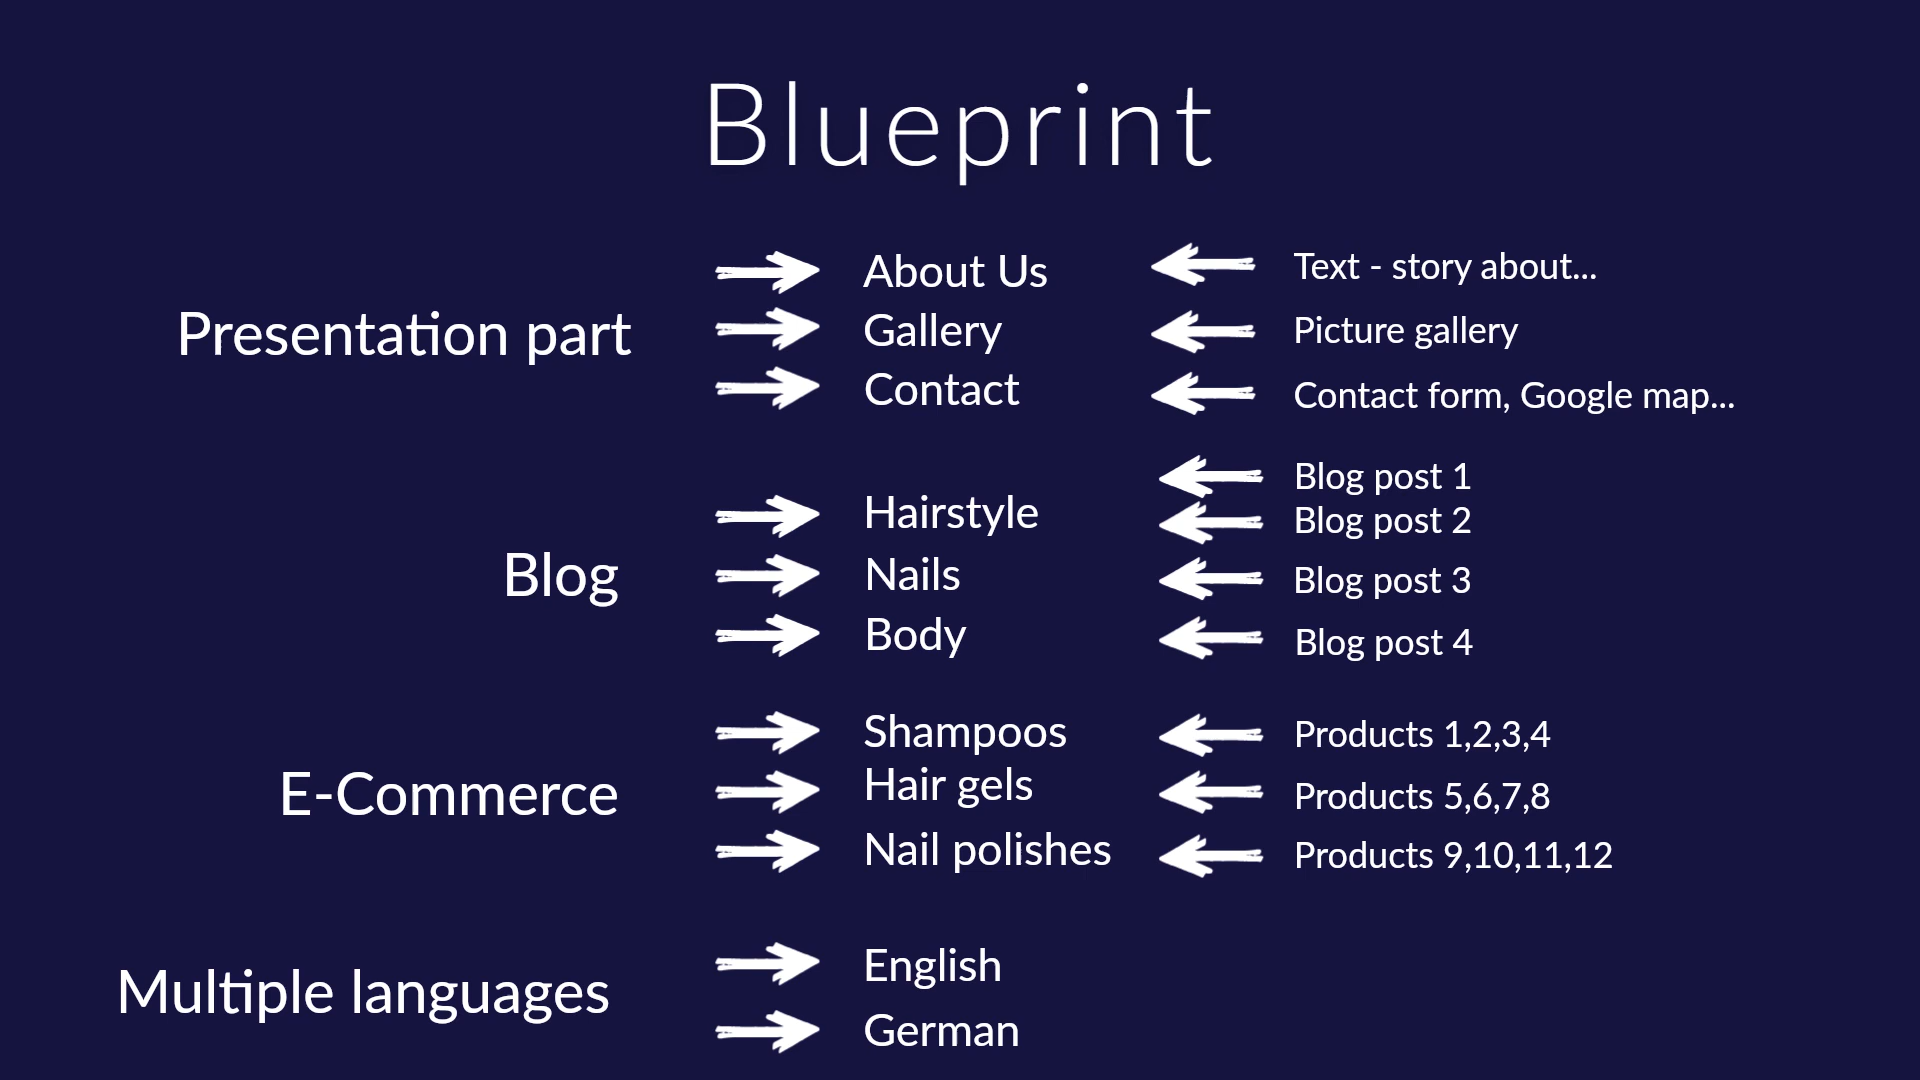 Blueprint
Presentation part
About Us
Text - story about...
Gallery
Picture gallery
Contact
Contact form, Google map...
Blog
Hairstyle
Blog post 1
Blog post 2
Nails
Blog post 3
Body
Blog post 4
E-Commerce
Shampoos
Products 1,2,3,4
Hair gels
Products 5,6,7,8
Nail polishes
Products 9,10,11,12
Multiple languages
English
German